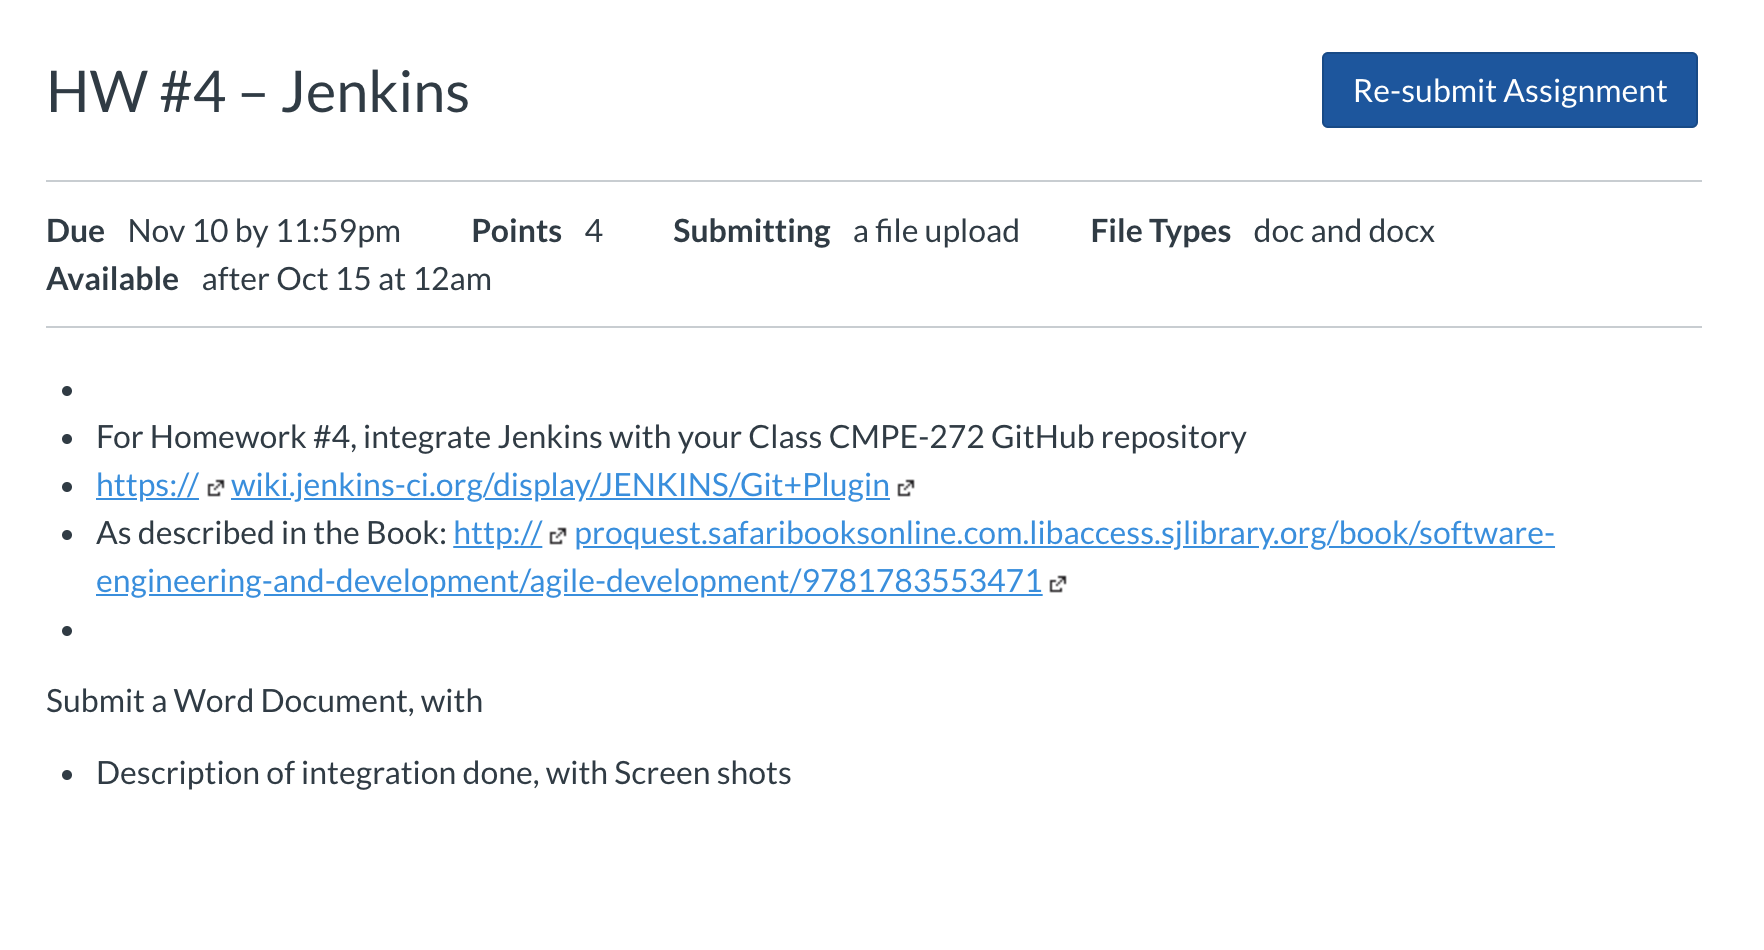 HW #4 – Jenkins
Re-submit Assignment
Due Nov 10 by 11:59pm Points 4 Submitting a file upload File Types doc and docx
Available after Oct 15 at 12am
•
• For Homework #4, integrate Jenkins with your Class CMPE-272 GitHub repository
• https:// wiki.jenkins-ci.org/display/JENKINS/Git+Plugin
• As described in the Book: http:// proquest.safaribooksonline.com.libaccess.sjlibrary.org/book/software-
engineering-and-development/agile-development/9781783553471
•
Submit a Word Document, with
• Description of integration done, with Screen shots